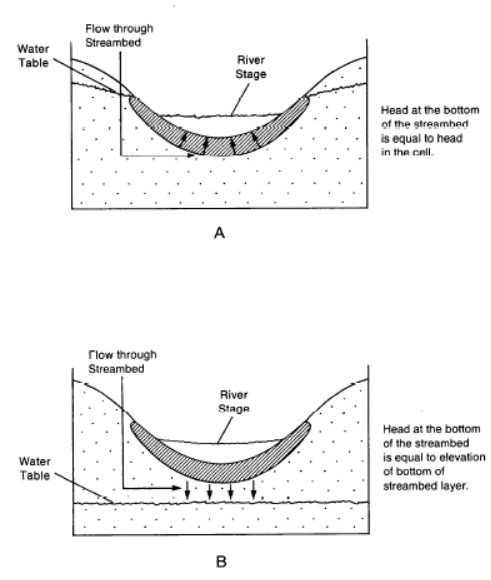 Flow through
Streambed
Water
Table
River
Stage
Head at the bottom
of the streambed
is equal to head
in the cell.
A
Flow through
Streambed
River
Stage
Head at the bottom
of the streambed
is equal to elevation
of bottom of
streambed layer.
Water
Table
B